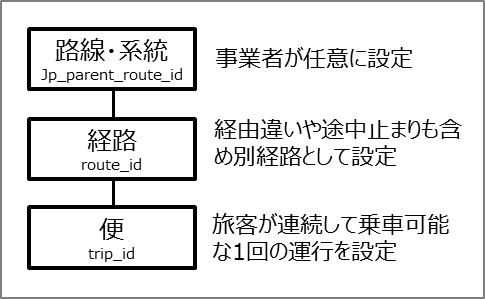 路線・系統
Jp_parent_route_id
事業者が任意に設定
経路
route_id
経由違いや途中止まりも含
め別経路として設定
便
trip_id
旅客が連続して乗車可能
な1回の運行を設定